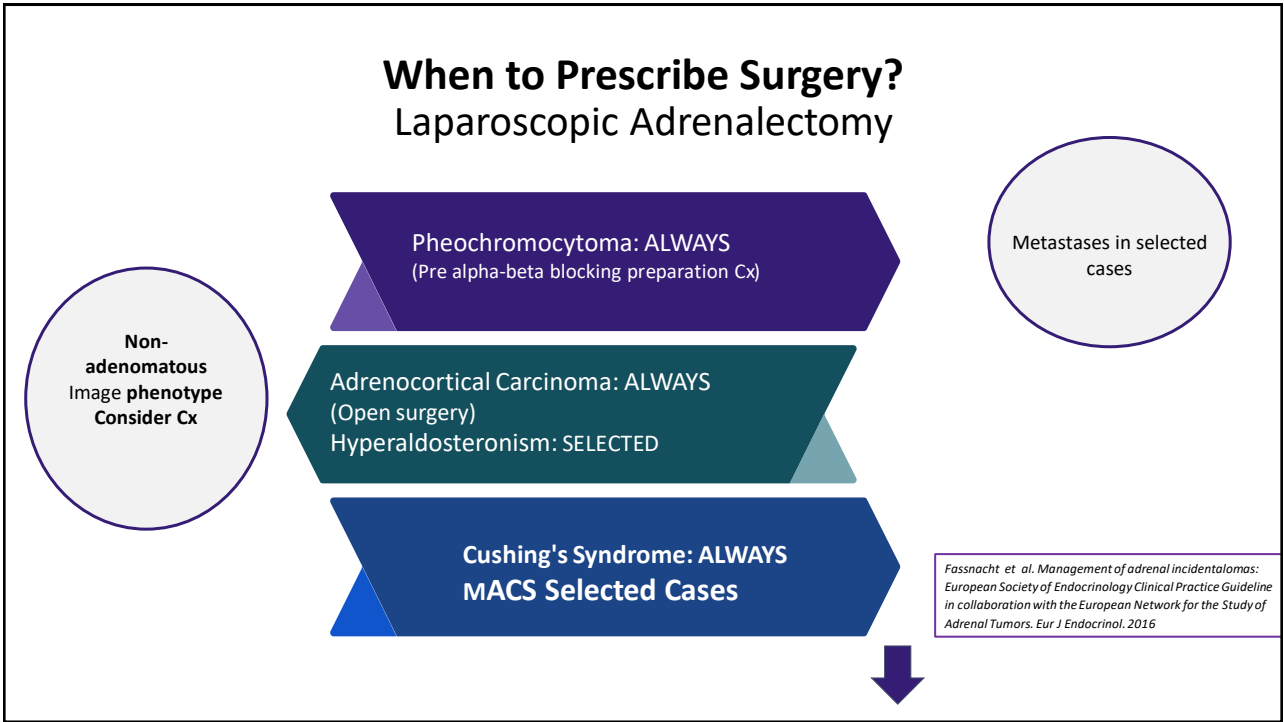 When to Prescribe Surgery?
Laparoscopic Adrenalectomy
Pheochromocytoma: ALWAYS
(Pre alpha-beta blocking preparation Cx)
Metastases in selected
cases
Non-
adenomatous
Image phenotype
Consider Cx
Adrenocortical Carcinoma: ALWAYS
(Open surgery)
Hyperaldosteronism: SELECTED
Cushing's Syndrome: ALWAYS
MACS Selected Cases
Fassnacht et al. Management of adrenal incidentalomas:
European Society of Endocrinology Clinical Practice Guideline
in collaboration with the European Network for the Study of
Adrenal Tumors. Eur J Endocrinol. 2016